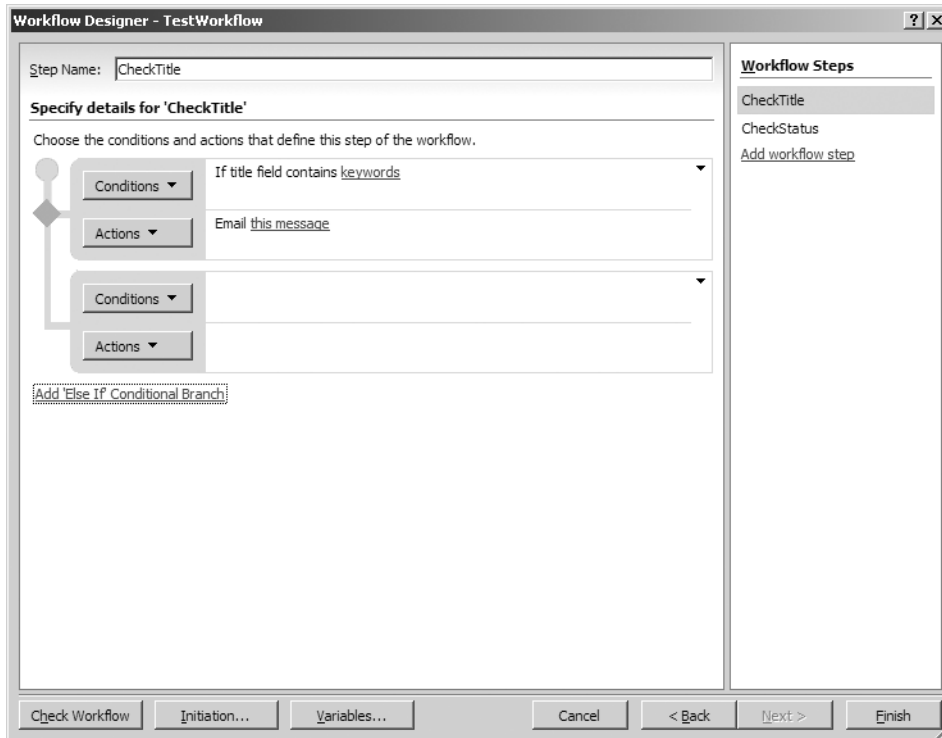 Workflow Designer - TestWorkflow
Step Name: CheckTitle
Specify details for 'CheckTitle'
Choose the conditions and actions that define this step of the workflow.
Conditions
If title field contains keywords
Actions
Email this message
Conditions
Actions
Add 'Else If' Conditional Branch
Workflow Steps
CheckTitle
CheckStatus
Add workflow step
Check Workflow
Initiation...
Variables...
Cancel
< Back
Next >
Finish